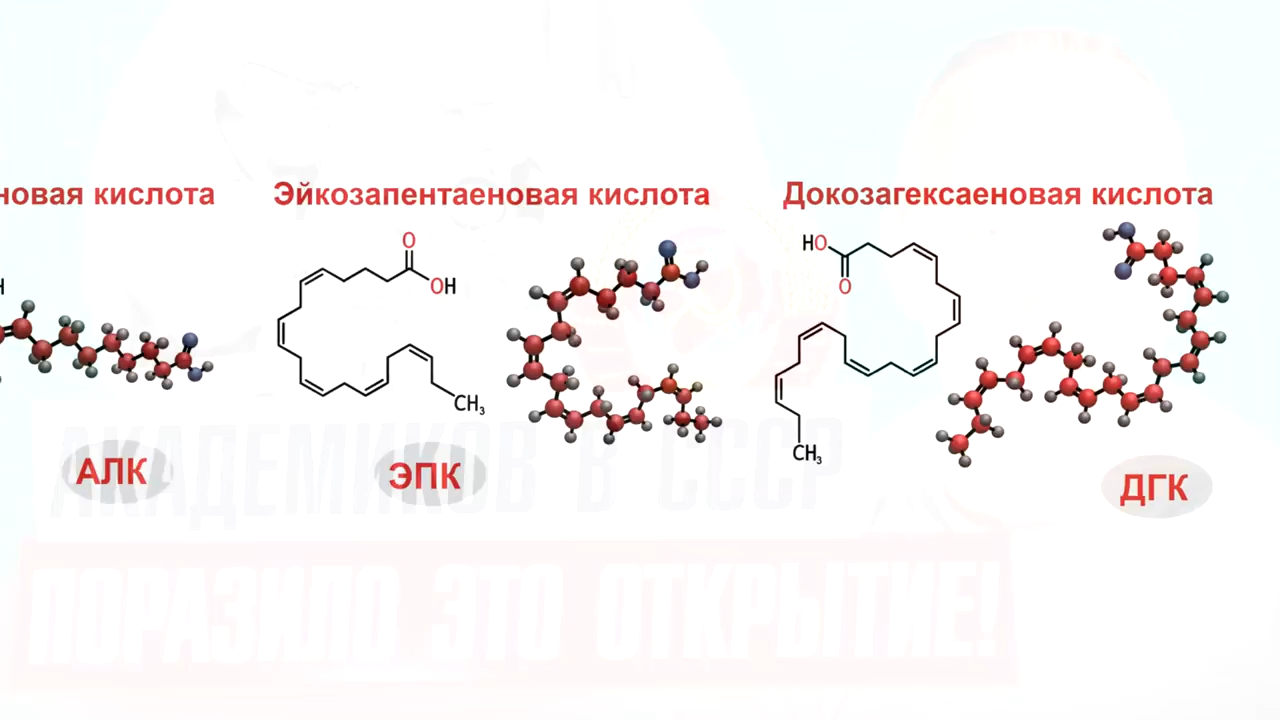 новая кислота
Эйкозапентаеновая кислота
Докозагексаеновая кислота
O
OH
CH₃
HO
O
CH₃
H
АЛК
ЭПК
ДГК
АКАДЕМИКОВ В СССР
ПОРАЗИЛО ЭТО ОТКРЫТИЕ!